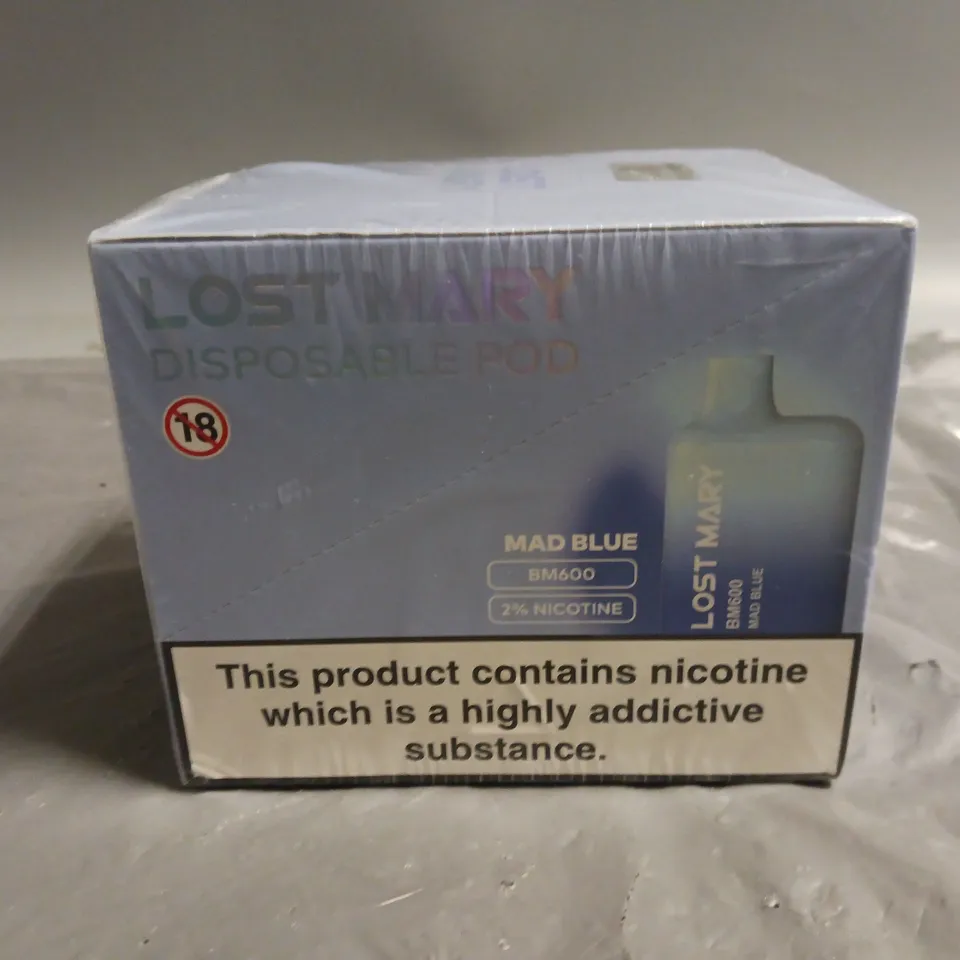 BM
LOST MARY
DISPOSABLE POD
18
MAD BLUE
BM600
2% NICOTINE
LOST MARY
BM600
MAD BLUE
This product contains nicotine
which is a highly addictive
substance.